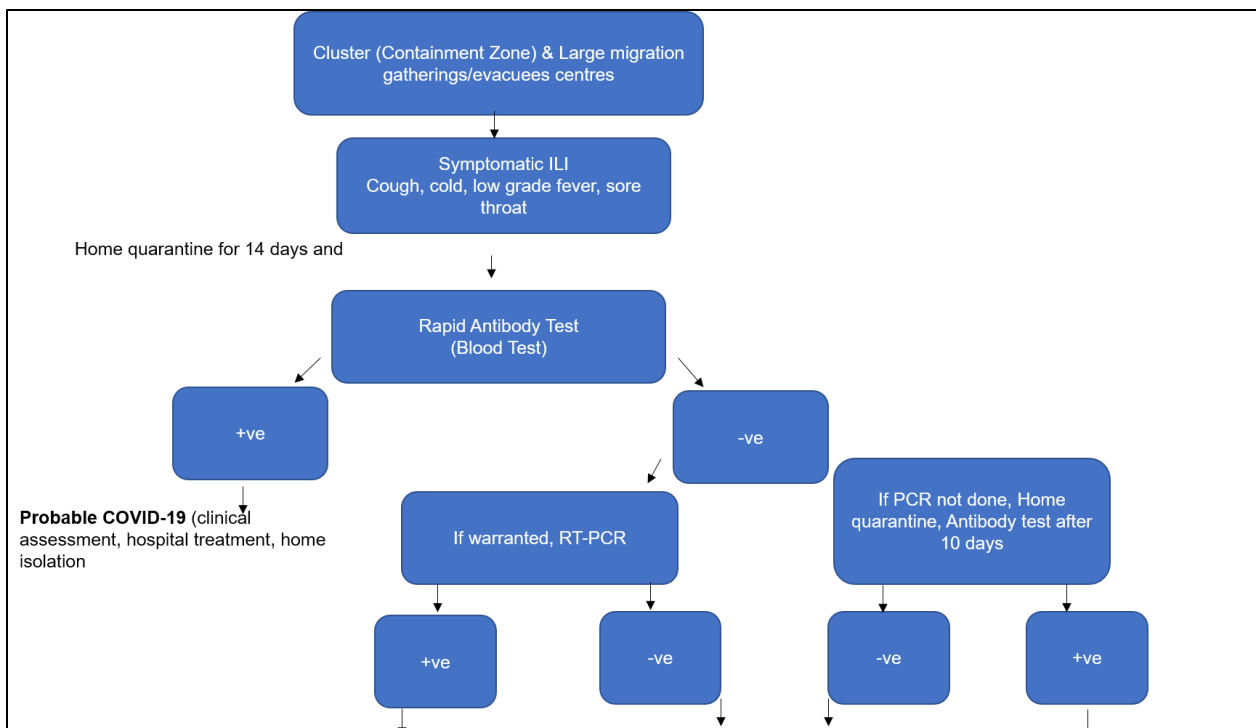 Cluster (Containment Zone) & Large migration
gatherings/evacuees centres
Symptomatic ILI
Cough, cold, low grade fever, sore
throat
Home quarantine for 14 days and
Rapid Antibody Test
(Blood Test)
+ve
-ve
Probable COVID-19 (clinical
assessment, hospital treatment, home
isolation
If warranted, RT-PCR
If PCR not done, Home
quarantine, Antibody test after
10 days
+ve
-ve
-ve
+ve